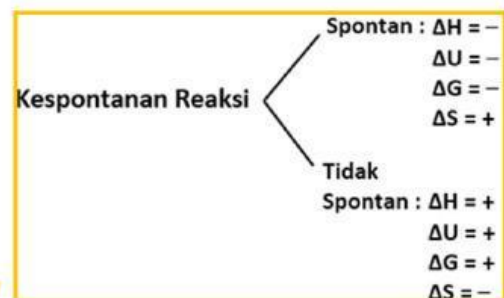 Spontan : ΔH = –
ΔU = –
ΔG = –
ΔS = +
Kespontanan Reaksi
Tidak
Spontan : ΔH = +
ΔU = +
ΔG = +
ΔS = –